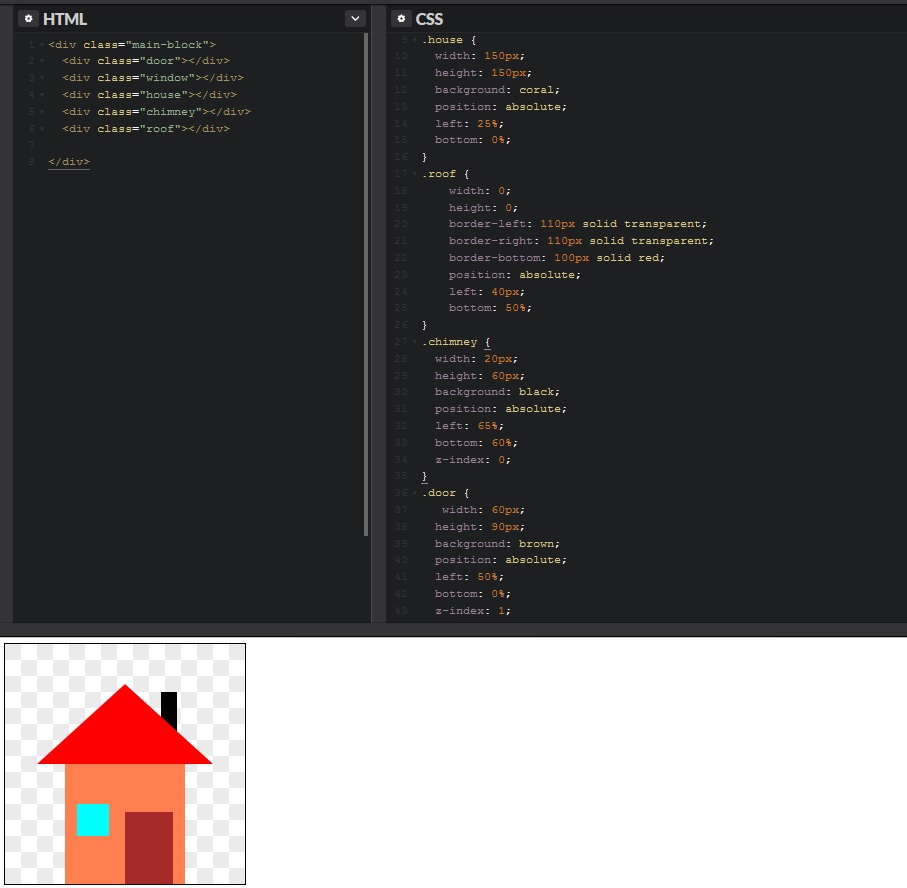 HTML
1 <div class="main-block">
2 <div class="door"></div>
3 <div class="window"></div>
4 <div class="house"></div>
5 <div class="chimney"></div>
6 <div class="roof"></div>
7
8 </div>
CSS
9 .house {
10 width: 150px;
11 height: 150px;
12 background: coral;
13 position: absolute;
14 left: 25%;
15 bottom: 0%;
16 }
17 .roof {
18 width: 0;
19 height: 0;
20 border-left: 110px solid transparent;
21 border-right: 110px solid transparent;
22 border-bottom: 100px solid red;
23 position: absolute;
24 left: 40px;
25 bottom: 50%;
26 }
27 .chimney {
28 width: 20px;
29 height: 60px;
30 background: black;
31 position: absolute;
32 left: 65%;
33 bottom: 60%;
34 z-index: 0;
35 }
36 .door {
37 width: 60px;
38 height: 90px;
39 background: brown;
40 position: absolute;
41 left: 50%;
42 bottom: 0%;
43 z-index: 1;